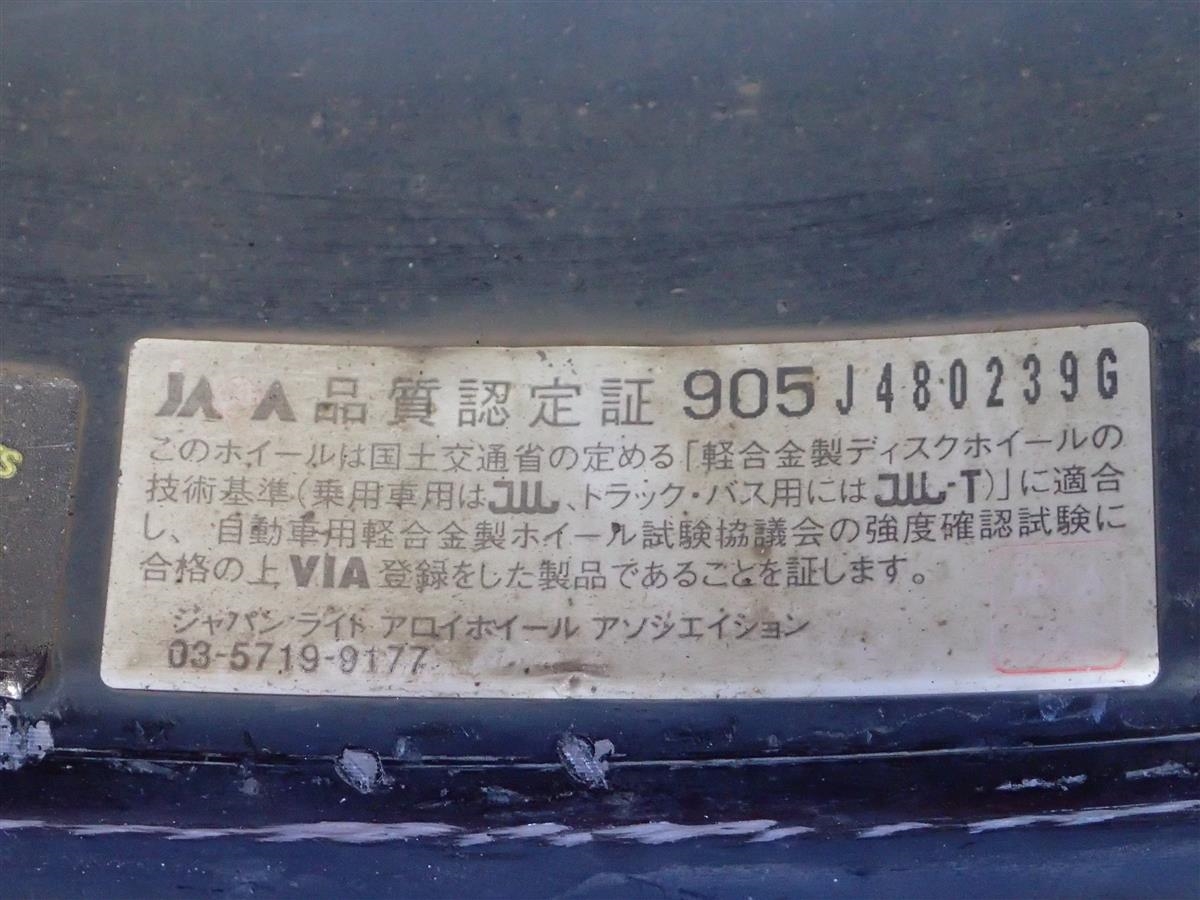 JAWA 品質認定証 905 J480239G
このホイールは国土交通省の定める「軽合金製ディスクホイールの
技術基準(乗用車用はJWL、トラック・バス用にはJWL-T)」に適合
し、自動車用軽合金製ホイール試験協議会の強度確認試験に
合格の上VIA登録をした製品であることを証します。
ジャパン ライト アロイホイール アソシエイション
03-5719-9177